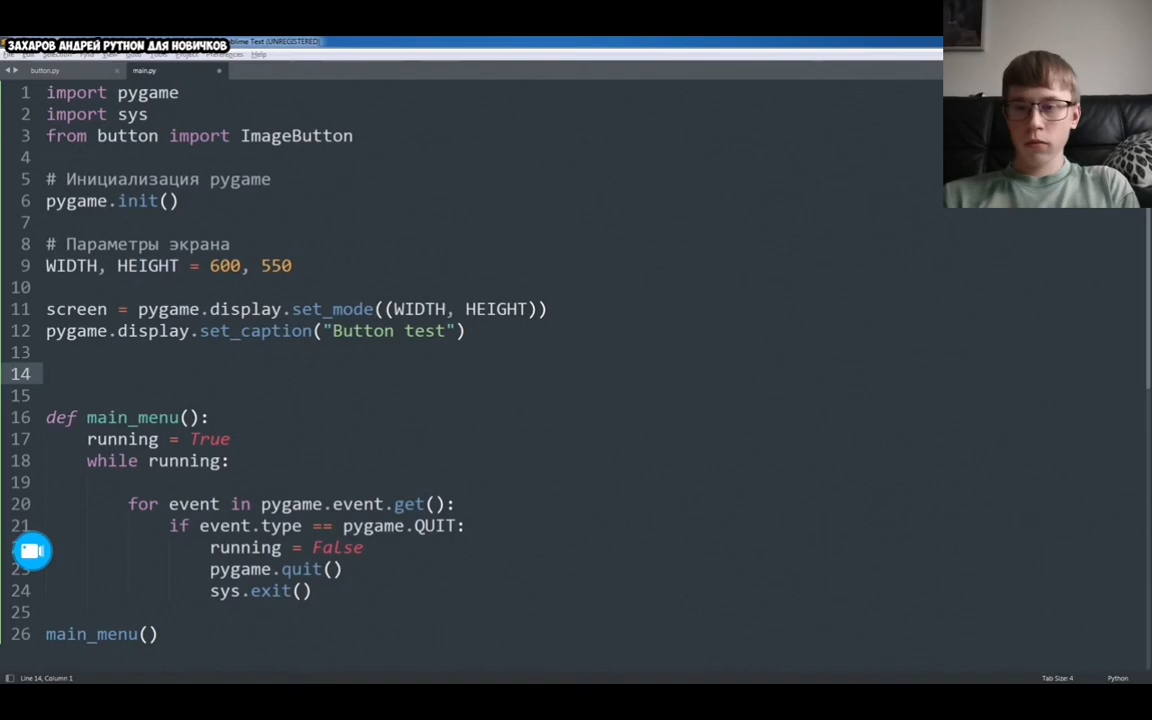 ЗАХАРОВ АНДРЕЙ PYTHON ДЛЯ НОВИЧКОВ
Sublime Text (UNREGISTERED)
Help
button.py
main.py
1 import pygame
2 import sys
3 from button import ImageButton
4
5 # Инициализация pygame
6 pygame.init()
7
8 # Параметры экрана
9 WIDTH, HEIGHT = 600, 550
10
11 screen = pygame.display.set_mode((WIDTH, HEIGHT))
12 pygame.display.set_caption("Button test")
13
14
15
16 def main_menu():
17 running = True
18 while running:
19
20 for event in pygame.event.get():
21 if event.type == pygame.QUIT:
running = False
23 pygame.quit()
24 sys.exit()
25
26 main_menu()
Line 14, Column 1
Tab Size: 4
Python